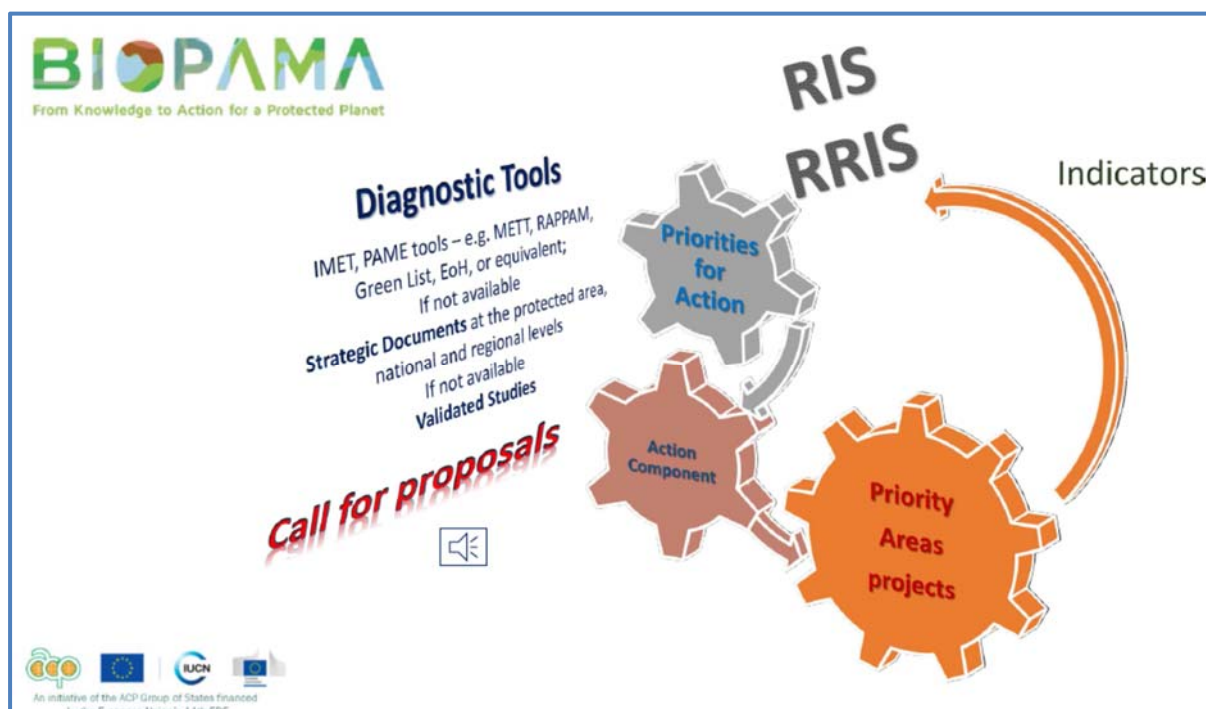 BIOPAMA
From Knowledge to Action for a Protected Planet
RIS
RRIS
Indicators
Diagnostic Tools
IMET, PAME tools – e.g. METT, RAPPAM,
Green List, EoH, or equivalent;
If not available
Strategic Documents at the protected area,
national and regional levels
If not available
Validated Studies
Call for proposals
Priorities
for
Action
Action
Component
Priority
Areas
projects
acp
IUCN
An initiative of the ACP Group of States financed